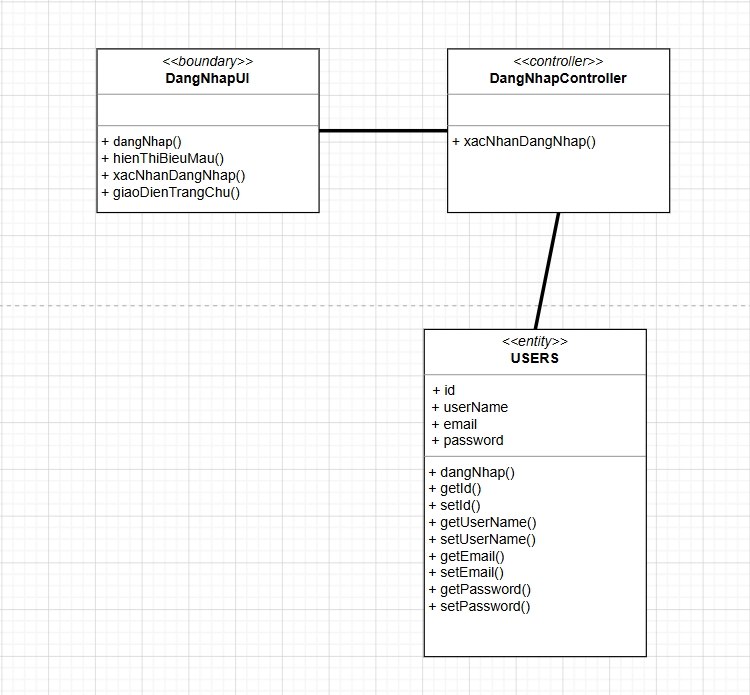 <<boundary>>
DangNhapUI
+ dangNhap()
+ hienThiBieuMau()
+ xacNhanDangNhap()
+ giaoDienTrangChu()
<<controller>>
DangNhapController
+ xacNhanDangNhap()
<<entity>>
USERS
+ id
+ userName
+ email
+ password
+ dangNhap()
+ getId()
+ setId()
+ getUserName()
+ setUserName()
+ getEmail()
+ setEmail()
+ getPassword()
+ setPassword()